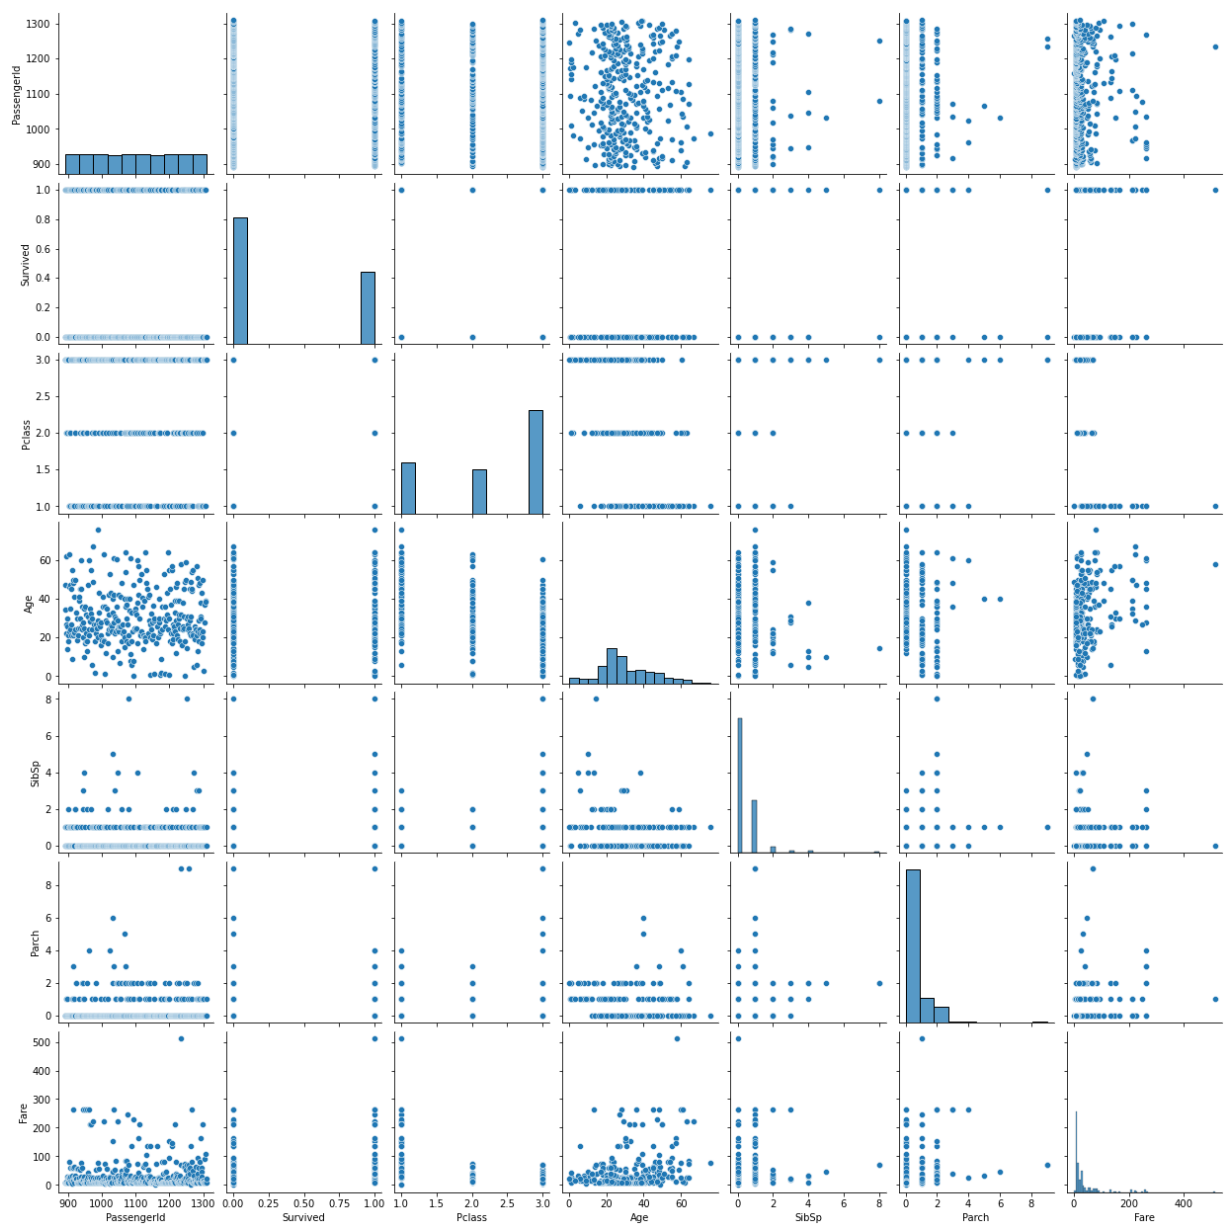 1300
1200
1100
1000
900
PassengerId
1.0
0.8
0.6
0.4
0.2
0.0
Survived
3.0
2.5
2.0
1.5
1.0
Pclass
60
40
20
0
Age
8
6
4
2
0
SibSp
8
6
4
2
0
Parch
500
400
300
200
100
0
Fare
900 1000 1100 1200 1300
0.00 0.25 0.50 0.75 1.00
1.0 1.5 2.0 2.5 3.0
0 20 40 60
0 2 4 6 8
0 2 4 6 8
0 200 400
PassengerId Survived Pclass Age SibSp Parch Fare